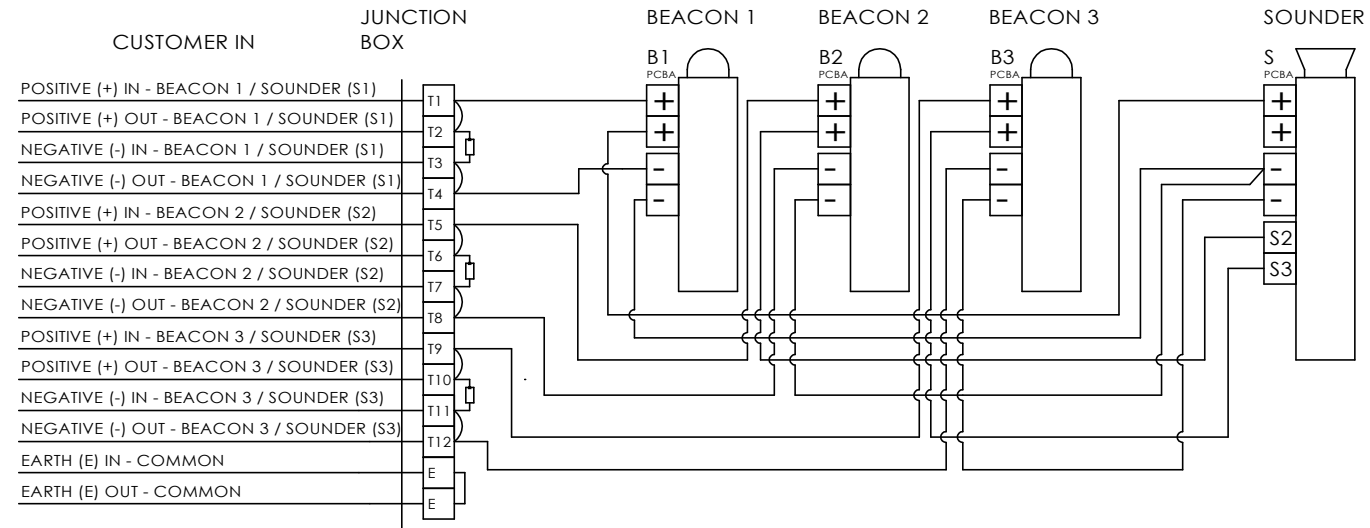 JUNCTION
BOX
BEACON 1
BEACON 2
BEACON 3
SOUNDER
CUSTOMER IN
B1
PCBA
B2
PCBA
B3
PCBA
S
PCBA
POSITIVE (+) IN - BEACON 1 / SOUNDER (S1)
T1
POSITIVE (+) OUT - BEACON 1 / SOUNDER (S1)
T2
NEGATIVE (-) IN - BEACON 1 / SOUNDER (S1)
T3
NEGATIVE (-) OUT - BEACON 1 / SOUNDER (S1)
T4
POSITIVE (+) IN - BEACON 2 / SOUNDER (S2)
T5
POSITIVE (+) OUT - BEACON 2 / SOUNDER (S2)
T6
NEGATIVE (-) IN - BEACON 2 / SOUNDER (S2)
T7
NEGATIVE (-) OUT - BEACON 2 / SOUNDER (S2)
T8
POSITIVE (+) IN - BEACON 3 / SOUNDER (S3)
T9
POSITIVE (+) OUT - BEACON 3 / SOUNDER (S3)
T10
NEGATIVE (-) IN - BEACON 3 / SOUNDER (S3)
T11
NEGATIVE (-) OUT - BEACON 3 / SOUNDER (S3)
T12
EARTH (E) IN - COMMON
E
EARTH (E) OUT - COMMON
E
+
+
-
-
+
+
-
-
+
+
-
-
+
+
-
-
S2
S3